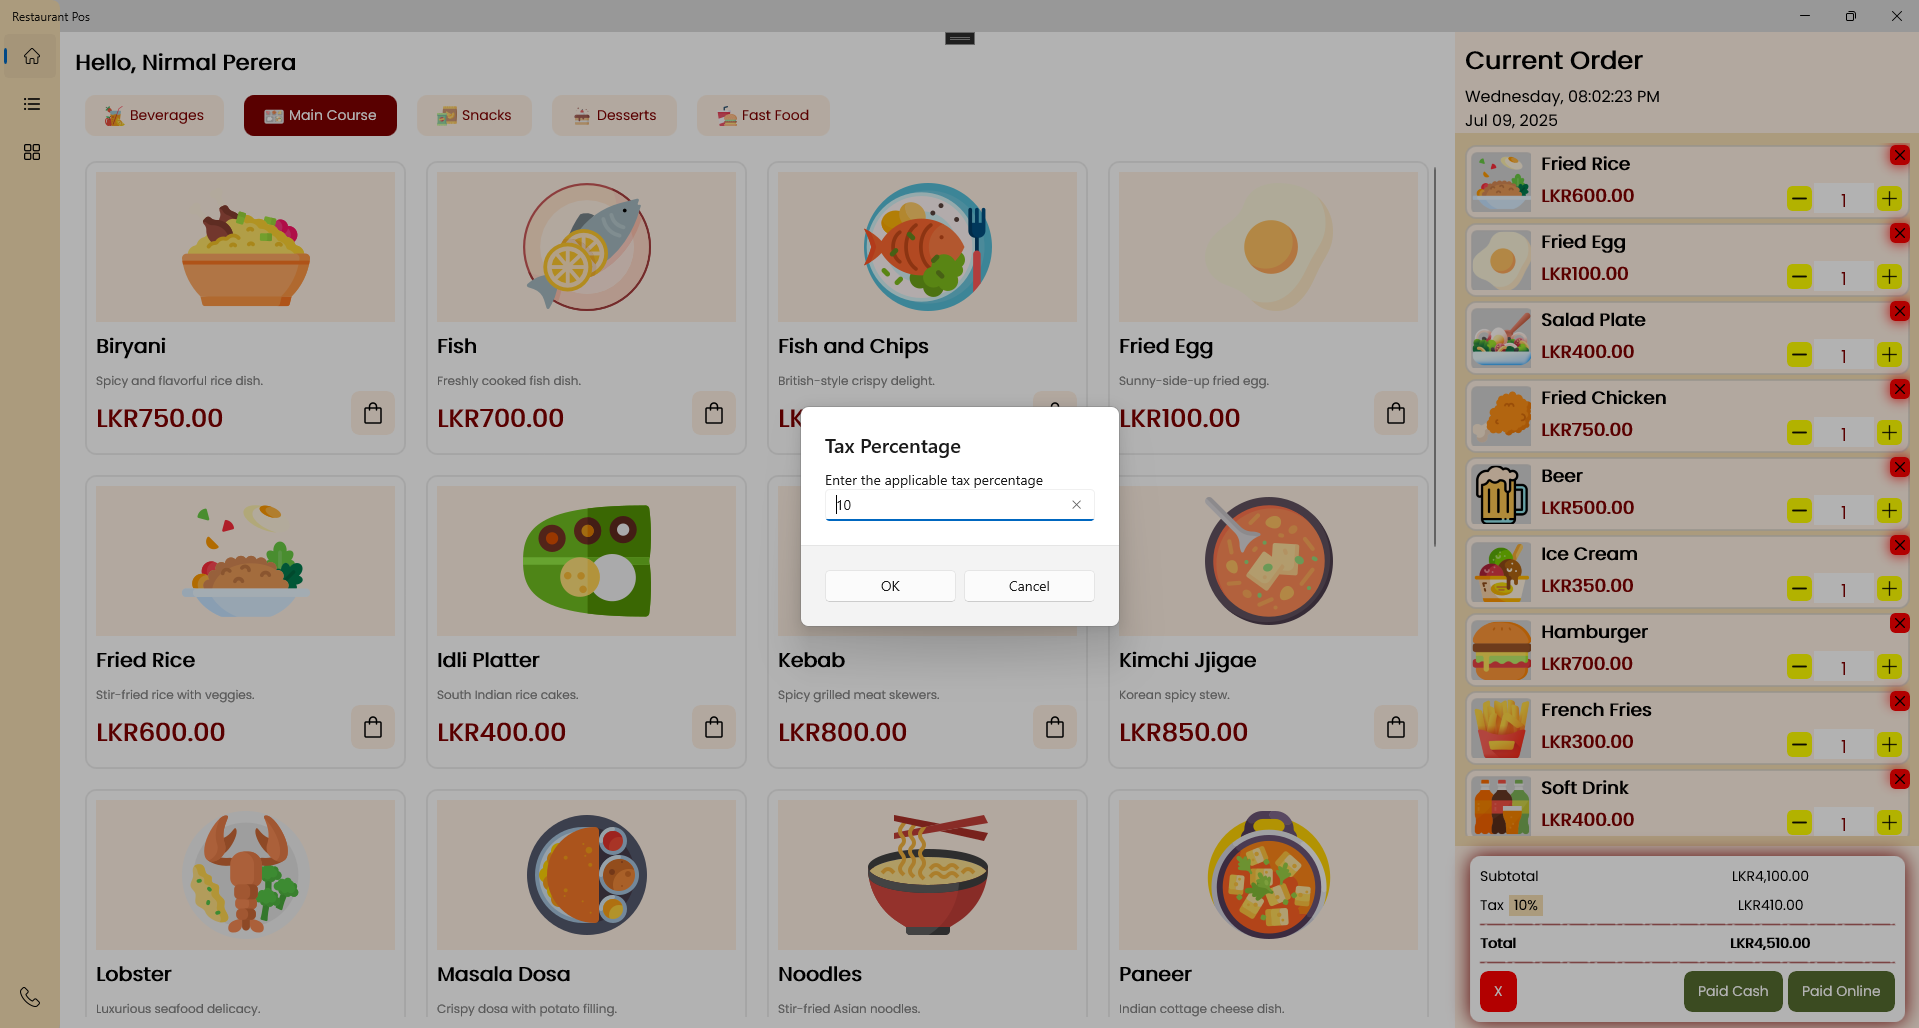 Restaurant Pos
Hello, Nirmal Perera
Beverages
Main Course
Snacks
Desserts
Fast Food
Biryani
Spicy and flavorful rice dish.
LKR750.00
Fish
Freshly cooked fish dish.
LKR700.00
Fish and Chips
British-style crispy delight.
LK
Fried Egg
Sunny-side-up fried egg.
LKR100.00
Tax Percentage
Enter the applicable tax percentage
10
OK
Cancel
Fried Rice
Stir-fried rice with veggies.
LKR600.00
Idli Platter
South Indian rice cakes.
LKR400.00
Kebab
Spicy grilled meat skewers.
LKR800.00
Kimchi Jjigae
Korean spicy stew.
LKR850.00
Lobster
Luxurious seafood delicacy.
Masala Dosa
Crispy dosa with potato filling.
Noodles
Stir-fried Asian noodles.
Paneer
Indian cottage cheese dish.
Current Order
Wednesday, 08:02:23 PM
Jul 09, 2025
Fried Rice
LKR600.00
1
Fried Egg
LKR100.00
1
Salad Plate
LKR400.00
1
Fried Chicken
LKR750.00
1
Beer
LKR500.00
1
Ice Cream
LKR350.00
1
Hamburger
LKR700.00
1
French Fries
LKR300.00
1
Soft Drink
LKR400.00
1
Subtotal LKR4,100.00
Tax 10% LKR410.00
Total LKR4,510.00
X
Paid Cash
Paid Online